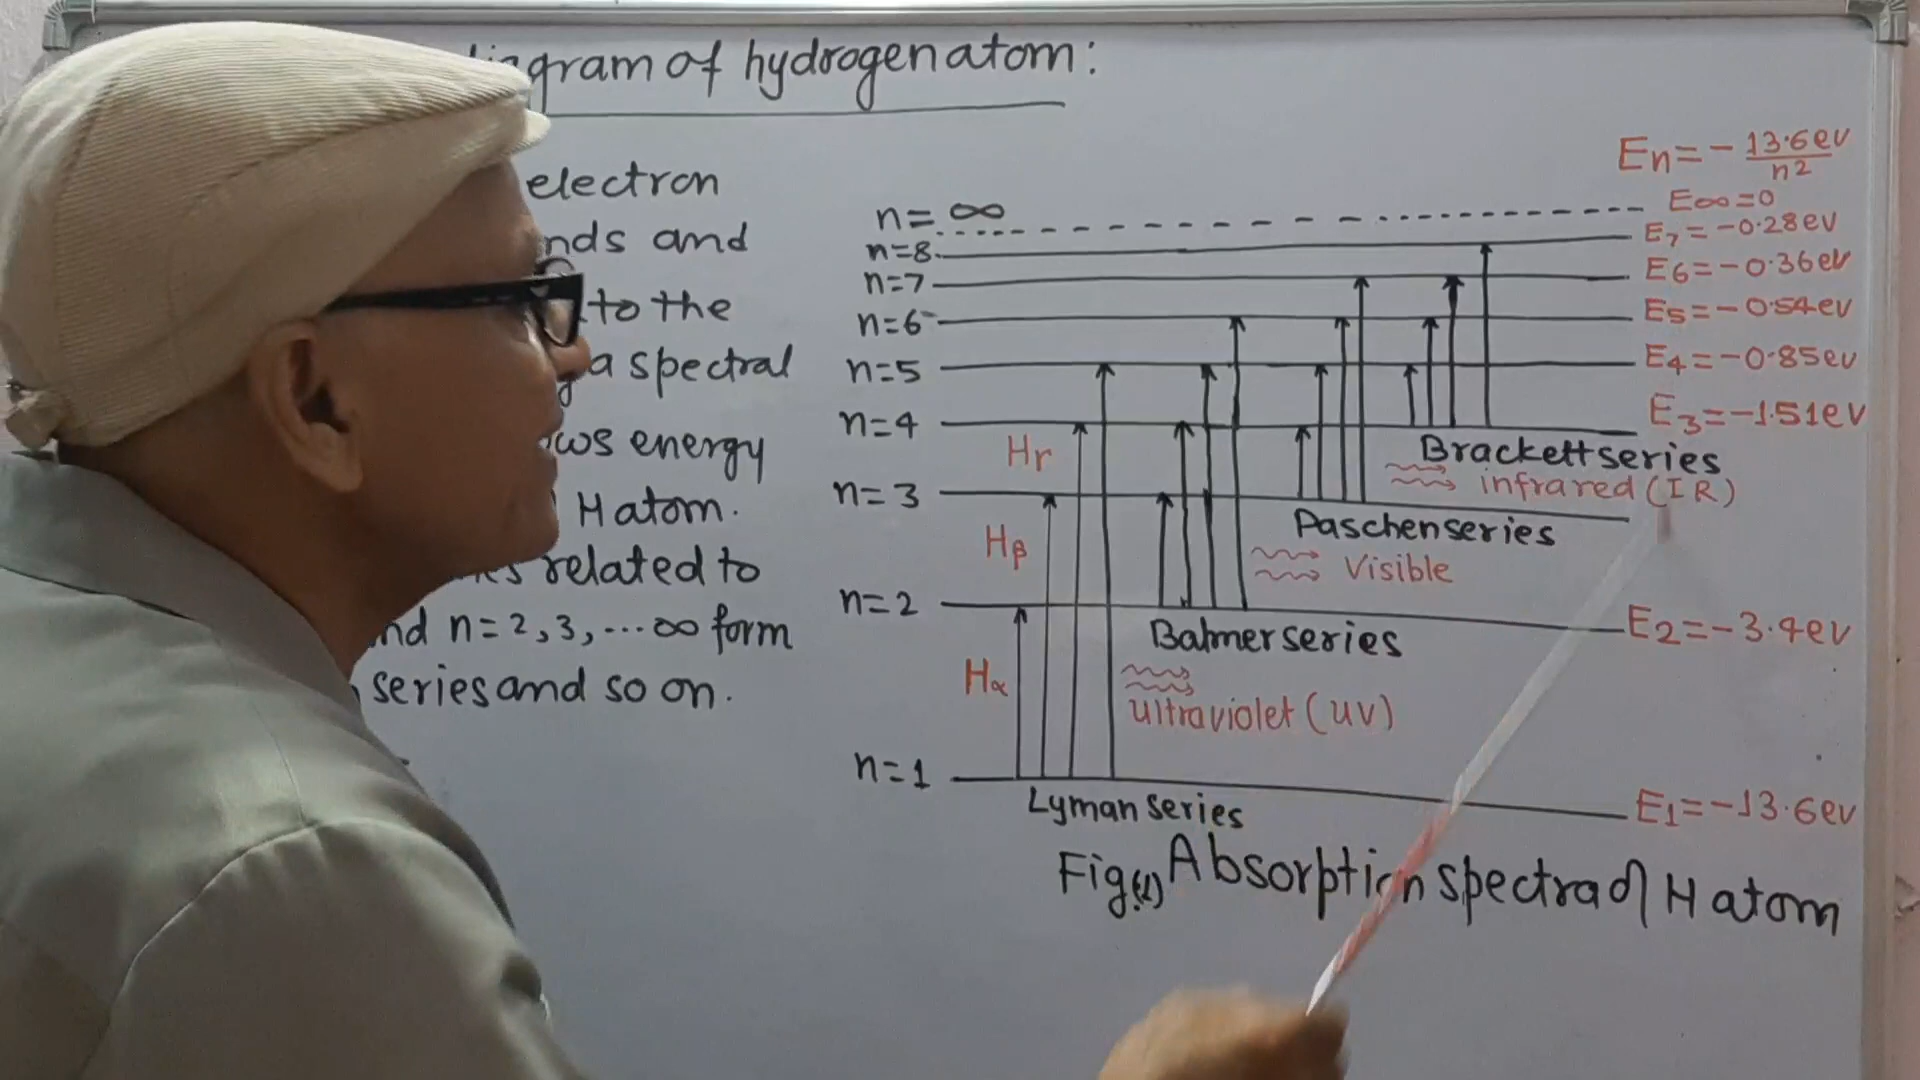 diagram of hydrogen atom:
electron
nds and
to the
a spectral
ws energy
H atom.
related to
nd n=2,3,...∞ form
series and so on.
En=-13.6ev/n2
n=∞ E∞=0
n=8 E7=-0.28ev
n=7 E6=-0.36ev
n=6 E5=-0.54ev
n=5 E4=-0.85ev
n=4 E3=-1.51ev
Hr
Brackett series
infrared (IR)
n=3
Paschen series
Hβ
Visible
n=2 E2=-3.4ev
Balmer series
Hα
ultraviolet (UV)
n=1 E1=-13.6ev
Lyman series
Fig Absorption spectra of H atom